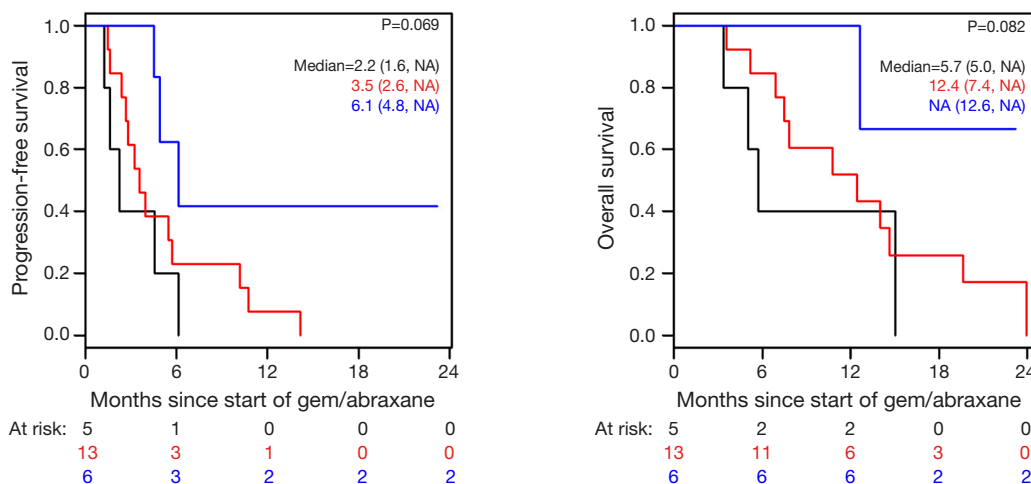 P=0.069
Median=2.2 (1.6, NA)
3.5 (2.6, NA)
6.1 (4.8, NA)
Progression-free survival
1.0
0.8
0.6
0.4
0.2
0.0
0 6 12 18 24
Months since start of gem/abraxane
At risk: 5 1 0 0 0
13 3 1 0 0
6 3 2 2 2
P=0.082
Median=5.7 (5.0, NA)
12.4 (7.4, NA)
NA (12.6, NA)
Overall survival
1.0
0.8
0.6
0.4
0.2
0.0
0 6 12 18 24
Months since start of gem/abraxane
At risk: 5 2 2 0 0
13 11 6 3 0
6 6 6 2 2